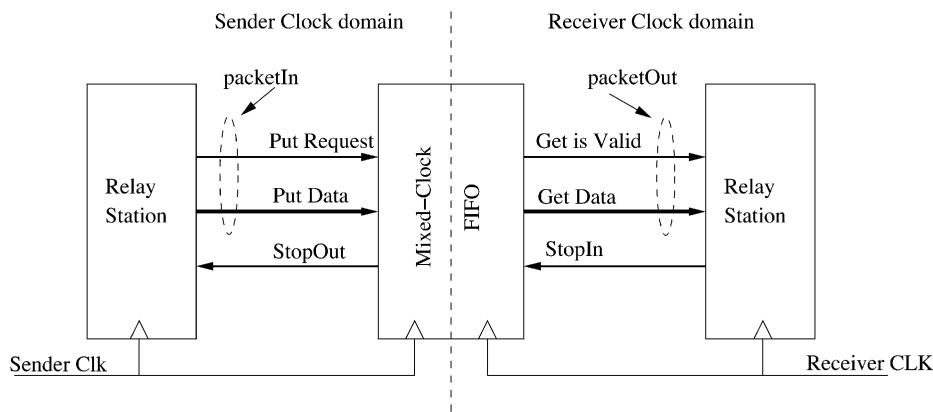 Sender Clock domain
Receiver Clock domain
packetIn
packetOut
Put Request
Get is Valid
Relay
Station
Put Data
Mixed−Clock
FIFO
Get Data
Relay
Station
StopOut
StopIn
Sender Clk
Receiver CLK